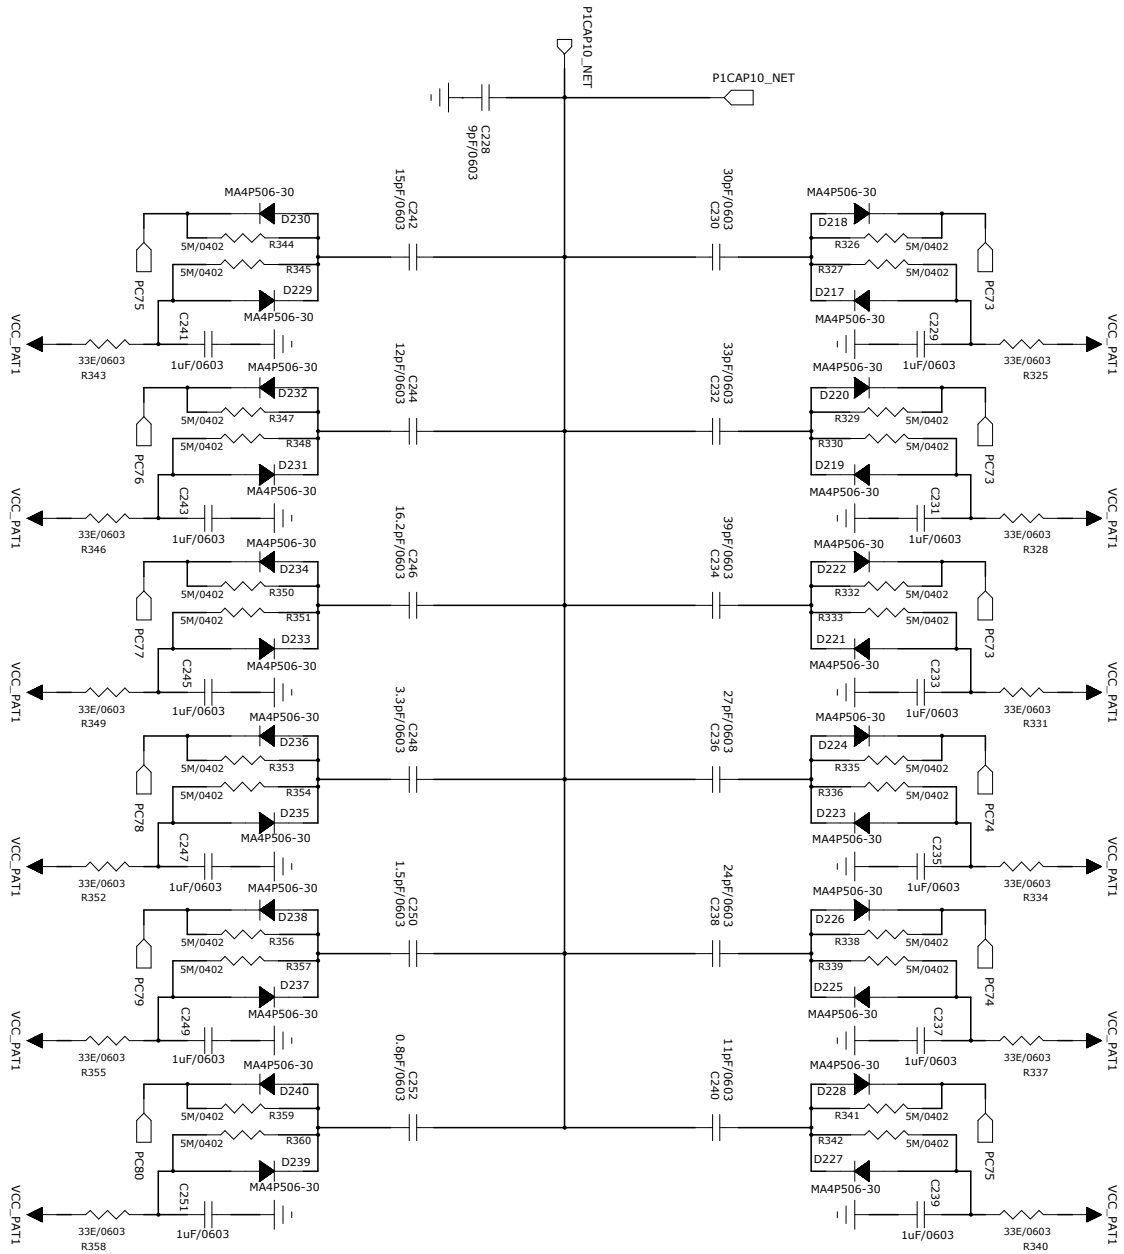 P1CAP10_NET
P1CAP10_NET
C228
9pF/0603
MA4P506-30
D230
5M/0402
R344
5M/0402
R345
D229
MA4P506-30
PC75
C242
15pF/0603
C241
1uF/0603
33E/0603
R343
VCC_PAT1
C230
30pF/0603
MA4P506-30
D218
R326
5M/0402
R327
5M/0402
D217
MA4P506-30
PC73
C229
1uF/0603
33E/0603
R325
VCC_PAT1
MA4P506-30
D232
5M/0402
R347
5M/0402
R348
D231
MA4P506-30
PC76
C244
12pF/0603
C243
1uF/0603
33E/0603
R346
VCC_PAT1
C232
33pF/0603
MA4P506-30
D220
R329
5M/0402
R330
5M/0402
D219
MA4P506-30
PC73
C231
1uF/0603
33E/0603
R328
VCC_PAT1
MA4P506-30
D234
5M/0402
R350
5M/0402
R351
D233
MA4P506-30
PC77
C246
16.2pF/0603
C245
1uF/0603
33E/0603
R349
VCC_PAT1
C234
39pF/0603
MA4P506-30
D222
R332
5M/0402
R333
5M/0402
D221
MA4P506-30
PC73
C233
1uF/0603
33E/0603
R331
VCC_PAT1
MA4P506-30
D236
5M/0402
R353
5M/0402
R354
D235
MA4P506-30
PC78
C248
3.3pF/0603
C247
1uF/0603
33E/0603
R352
VCC_PAT1
C236
27pF/0603
MA4P506-30
D224
R335
5M/0402
R336
5M/0402
D223
MA4P506-30
PC74
C235
1uF/0603
33E/0603
R334
VCC_PAT1
MA4P506-30
D238
5M/0402
R356
5M/0402
R357
D237
MA4P506-30
PC79
C250
1.5pF/0603
C249
1uF/0603
33E/0603
R355
VCC_PAT1
C238
24pF/0603
MA4P506-30
D226
R338
5M/0402
R339
5M/0402
D225
MA4P506-30
PC74
C237
1uF/0603
33E/0603
R337
VCC_PAT1
MA4P506-30
D240
5M/0402
R359
5M/0402
R360
D239
MA4P506-30
PC80
C252
0.8pF/0603
C251
1uF/0603
33E/0603
R358
VCC_PAT1
C240
11pF/0603
MA4P506-30
D228
R341
5M/0402
R342
5M/0402
D227
MA4P506-30
PC75
C239
1uF/0603
33E/0603
R340
VCC_PAT1